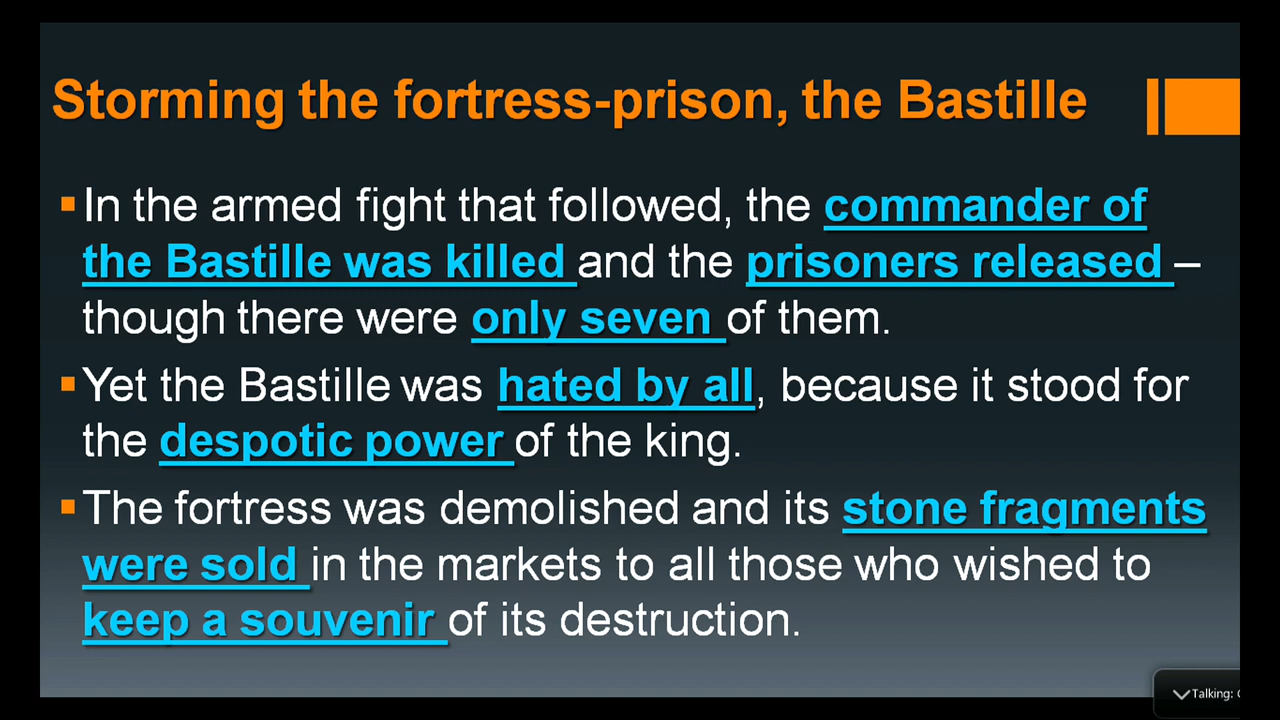 Storming the fortress-prison, the Bastille
▪In the armed fight that followed, the commander of
the Bastille was killed and the prisoners released –
though there were only seven of them.
▪Yet the Bastille was hated by all, because it stood for
the despotic power of the king.
▪The fortress was demolished and its stone fragments
were sold in the markets to all those who wished to
keep a souvenir of its destruction.
Talking: